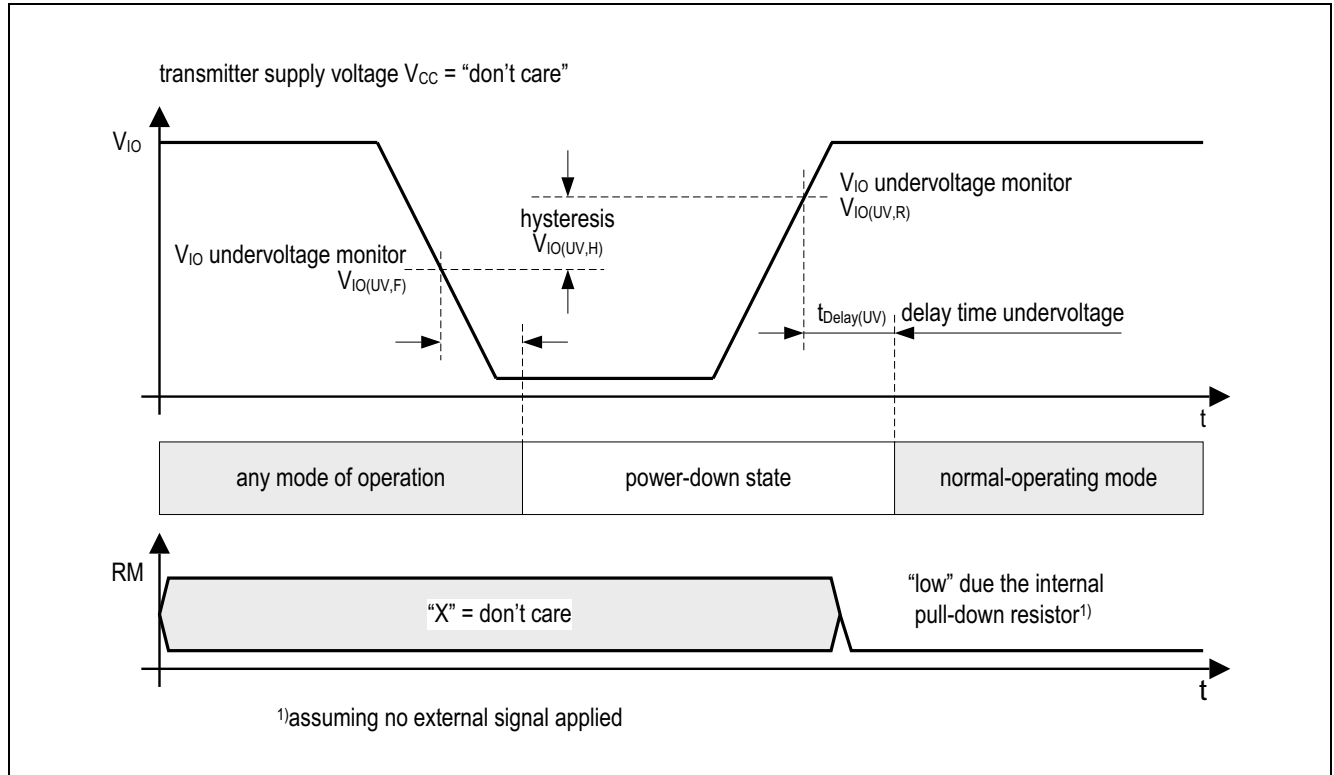 transmitter supply voltage VCC = “don’t care”
VIO
VIO undervoltage monitor
VIO(UV,R)
hysteresis
VIO(UV,H)
VIO undervoltage monitor
VIO(UV,F)
tDelay(UV) delay time undervoltage
t
any mode of operation
power-down state
normal-operating mode
RM
“X” = don’t care
“low” due the internal
pull-down resistor1)
t
1)assuming no external signal applied